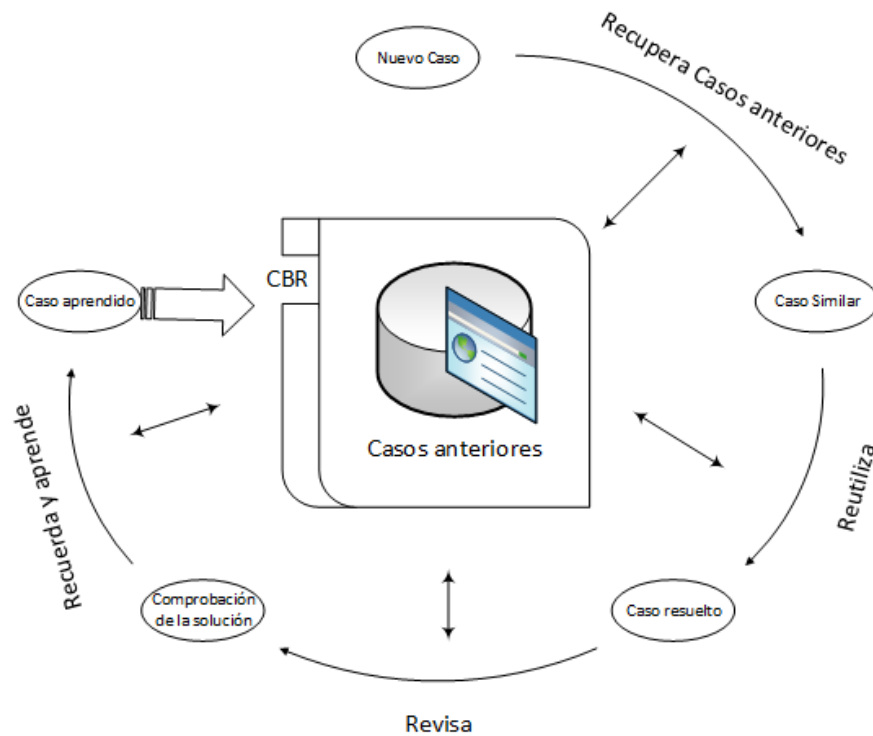 Nuevo Caso
Recupera Casos anteriores
CBR
Caso aprendido
Caso Similar
Casos anteriores
Recuerda y aprende
Reutiliza
Comprobación
de la solución
Caso resuelto
Revisa